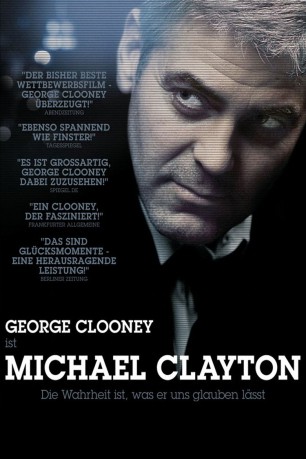 "DER BISHER BESTE
WETTBEWERBSFILM -
GEORGE CLOONEY
ÜBERZEUGT!"
ABENDZEITUNG
"EBENSO SPANNEND
WIE FINSTER!"
TAGESSPIEGEL
"ES IST GROSSARTIG,
GEORGE CLOONEY
DABEI ZUZUSEHEN!"
SPIEGEL.DE
"EIN CLOONEY,
DER FASZINIERT!"
FRANKFURTER ALLGEMEINE
"DAS SIND
GLÜCKSMOMENTE -
EINE HERAUSRAGENDE
LEISTUNG!"
BERLINER ZEITUNG
GEORGE CLOONEY
ist
MICHAEL CLAYTON
Die Wahrheit ist, was er uns glauben lässt